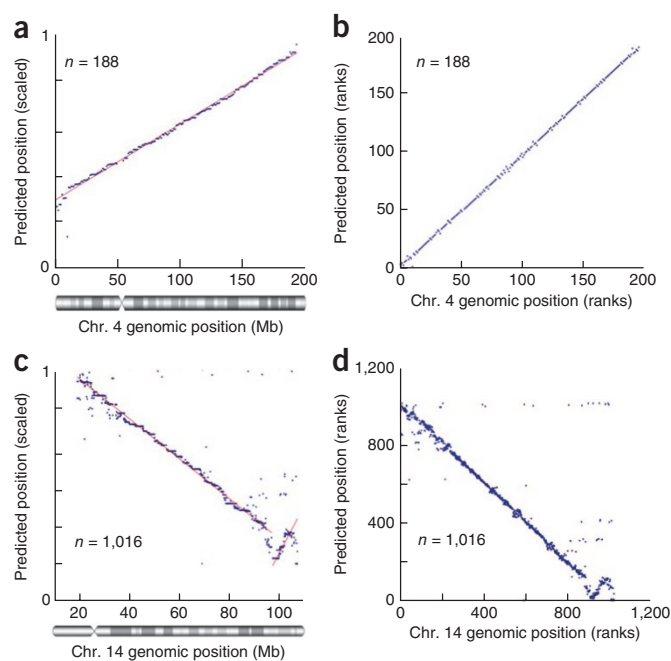 a
1
n = 188
Predicted position (scaled)
0
0 50 100 150 200
Chr. 4 genomic position (Mb)
b
200
n = 188
150
Predicted position (ranks)
100
50
0
0 50 100 150 200
Chr. 4 genomic position (ranks)
c
1
Predicted position (scaled)
n = 1,016
0
20 40 60 80 100
Chr. 14 genomic position (Mb)
d
1,200
800
Predicted position (ranks)
400
n = 1,016
0
0 400 800 1,200
Chr. 14 genomic position (ranks)